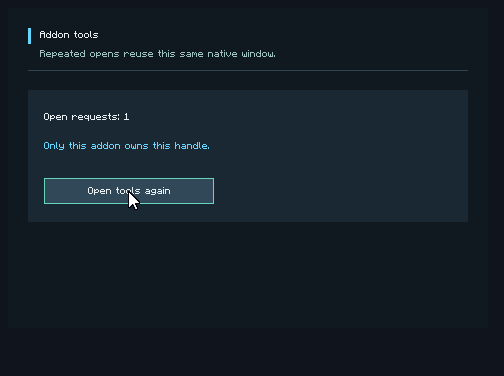 Addon tools
Repeated opens reuse this same native window.
Open requests: 1
Only this addon owns this handle.
Open tools again